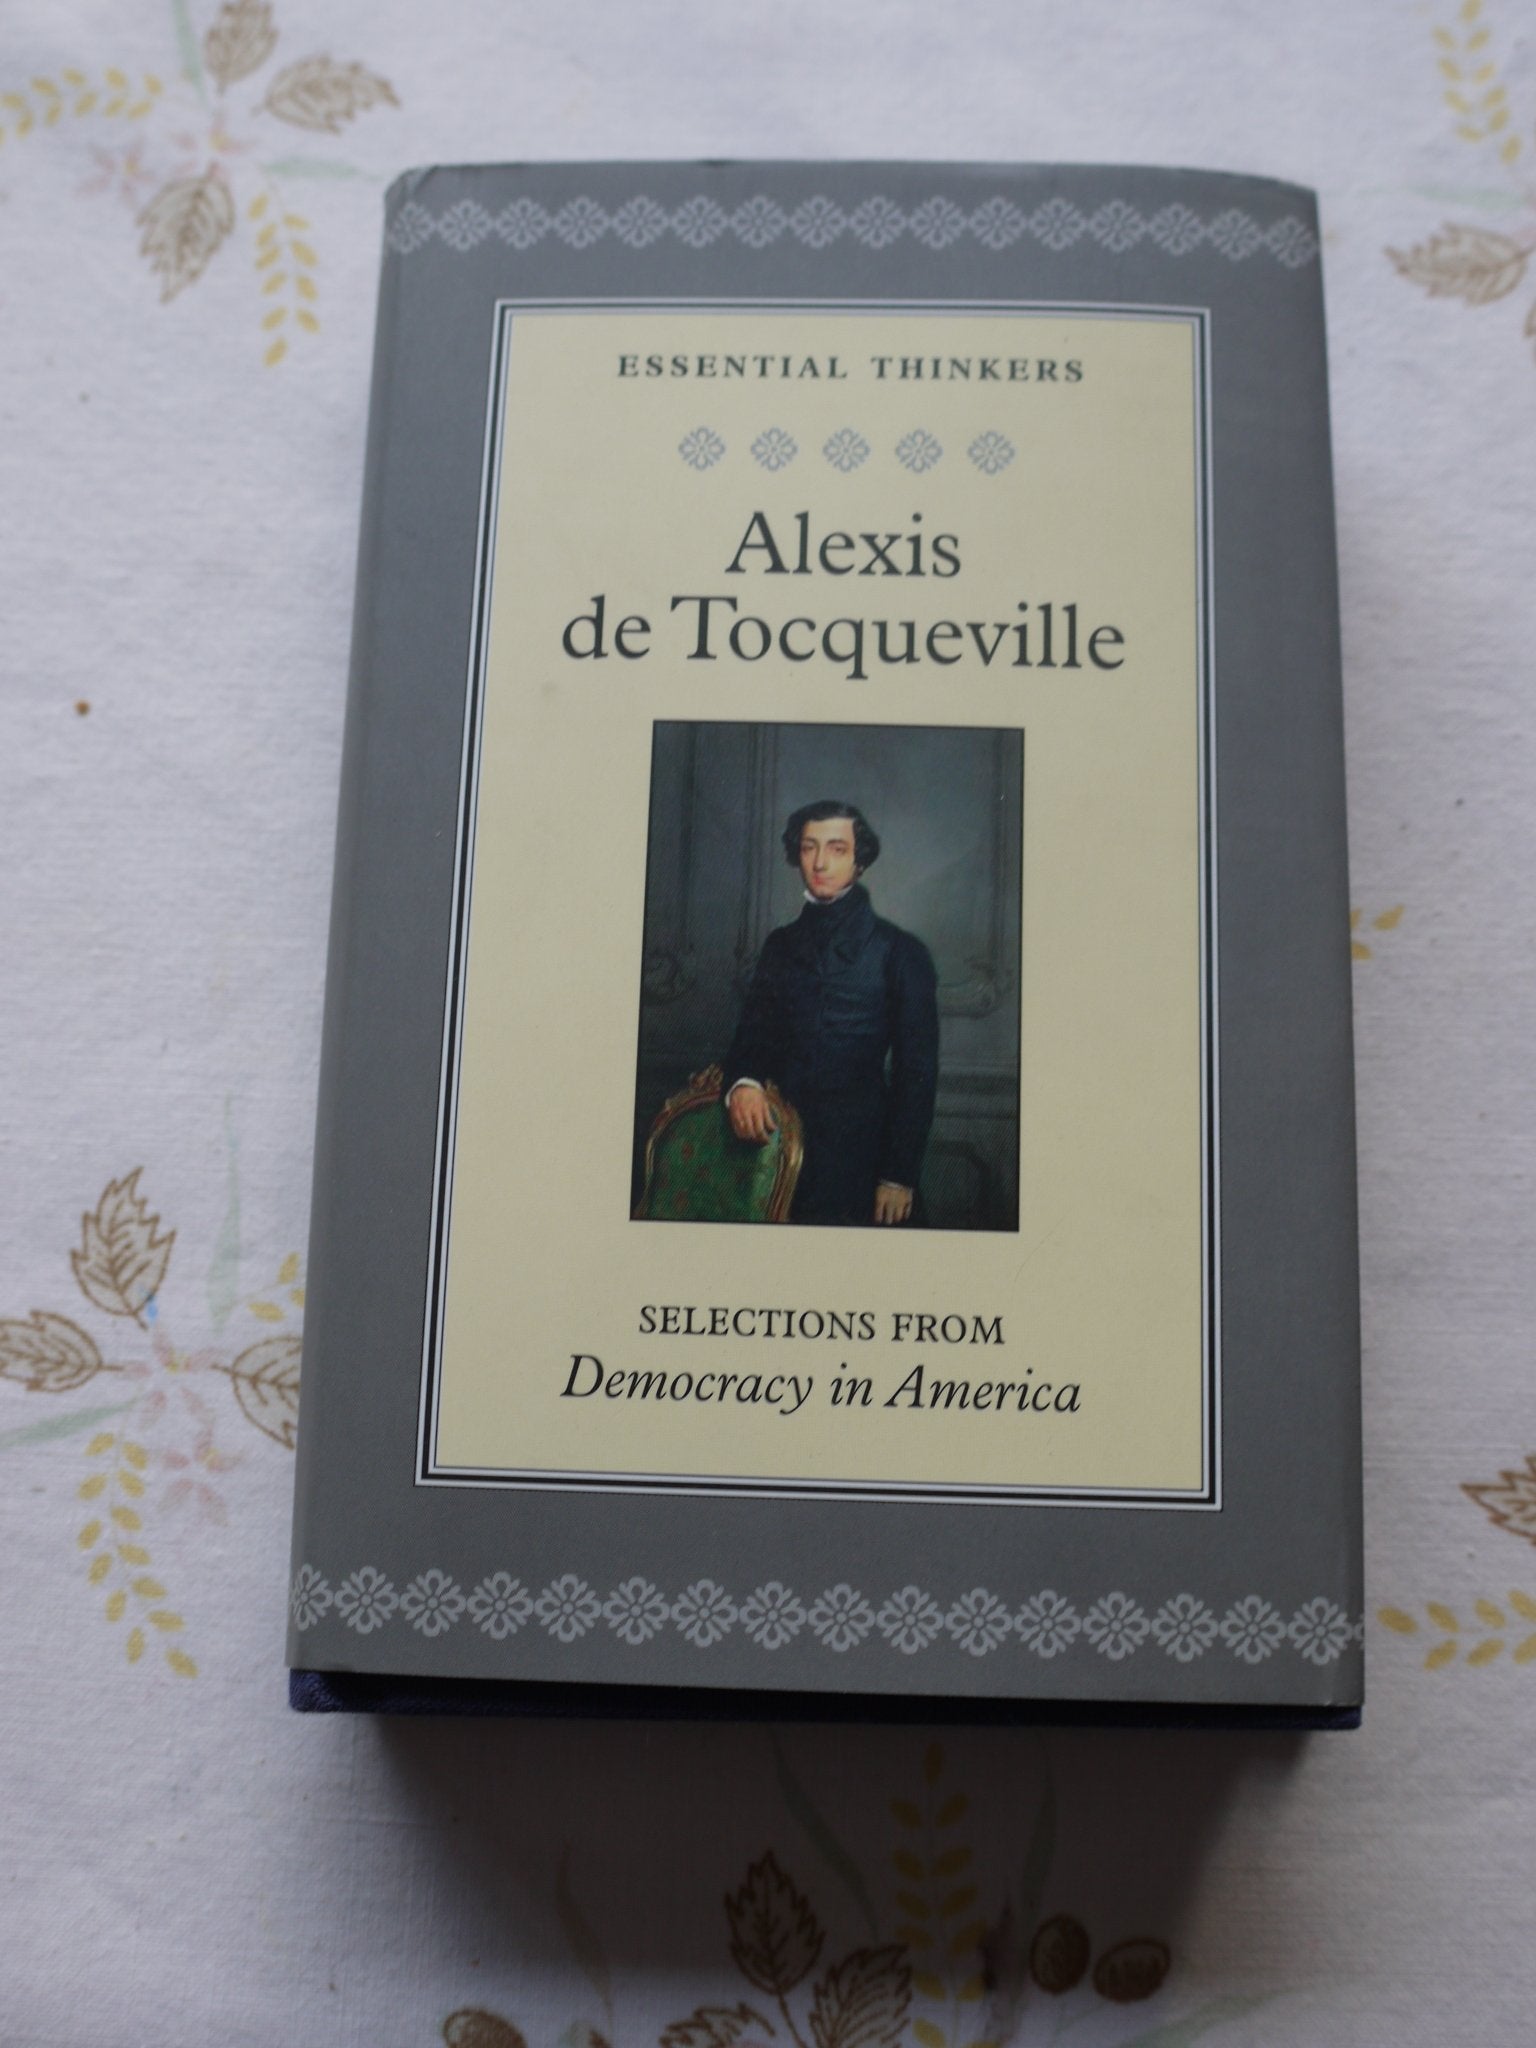 ESSENTIAL THINKERS
Alexis
de Tocqueville
SELECTIONS FROM
Democracy in America